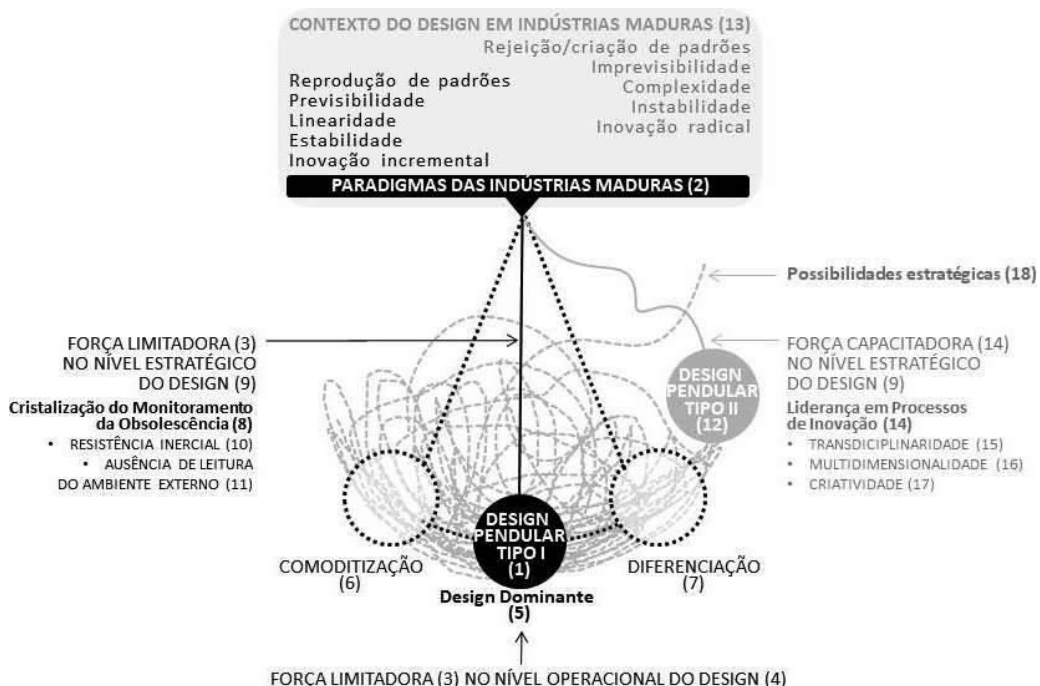 CONTEXTO DO DESIGN EM INDÚSTRIAS MADURAS (13)
Rejeição/criação de padrões
Imprevisibilidade
Complexidade
Instabilidade
Inovação radical
Reprodução de padrões
Previsibilidade
Linearidade
Estabilidade
Inovação incremental
PARADIGMAS DAS INDÚSTRIAS MADURAS (2)
Possibilidades estratégicas (18)
FORÇA LIMITADORA (3)
NO NÍVEL ESTRATÉGICO
DO DESIGN (9)
Cristalização do Monitoramento
da Obsolescência (8)
• RESISTÊNCIA INERCIAL (10)
• AUSÊNCIA DE LEITURA
DO AMBIENTE EXTERNO (11)
FORÇA CAPACITADORA (14)
NO NÍVEL ESTRATÉGICO
DO DESIGN (9)
Liderança em Processos
de Inovação (14)
• TRANSDICIPLINARIDADE (15)
• MULTIDIMENSIONALIDADE (16)
• CRIATIVIDADE (17)
DESIGN
PENDULAR
TIPO II
(12)
DESIGN
PENDULAR
TIPO I
(1)
COMODITIZAÇÃO
(6)
DIFERENCIAÇÃO
(7)
Design Dominante
(5)
FORÇA LIMITADORA (3) NO NÍVEL OPERACIONAL DO DESIGN (4)